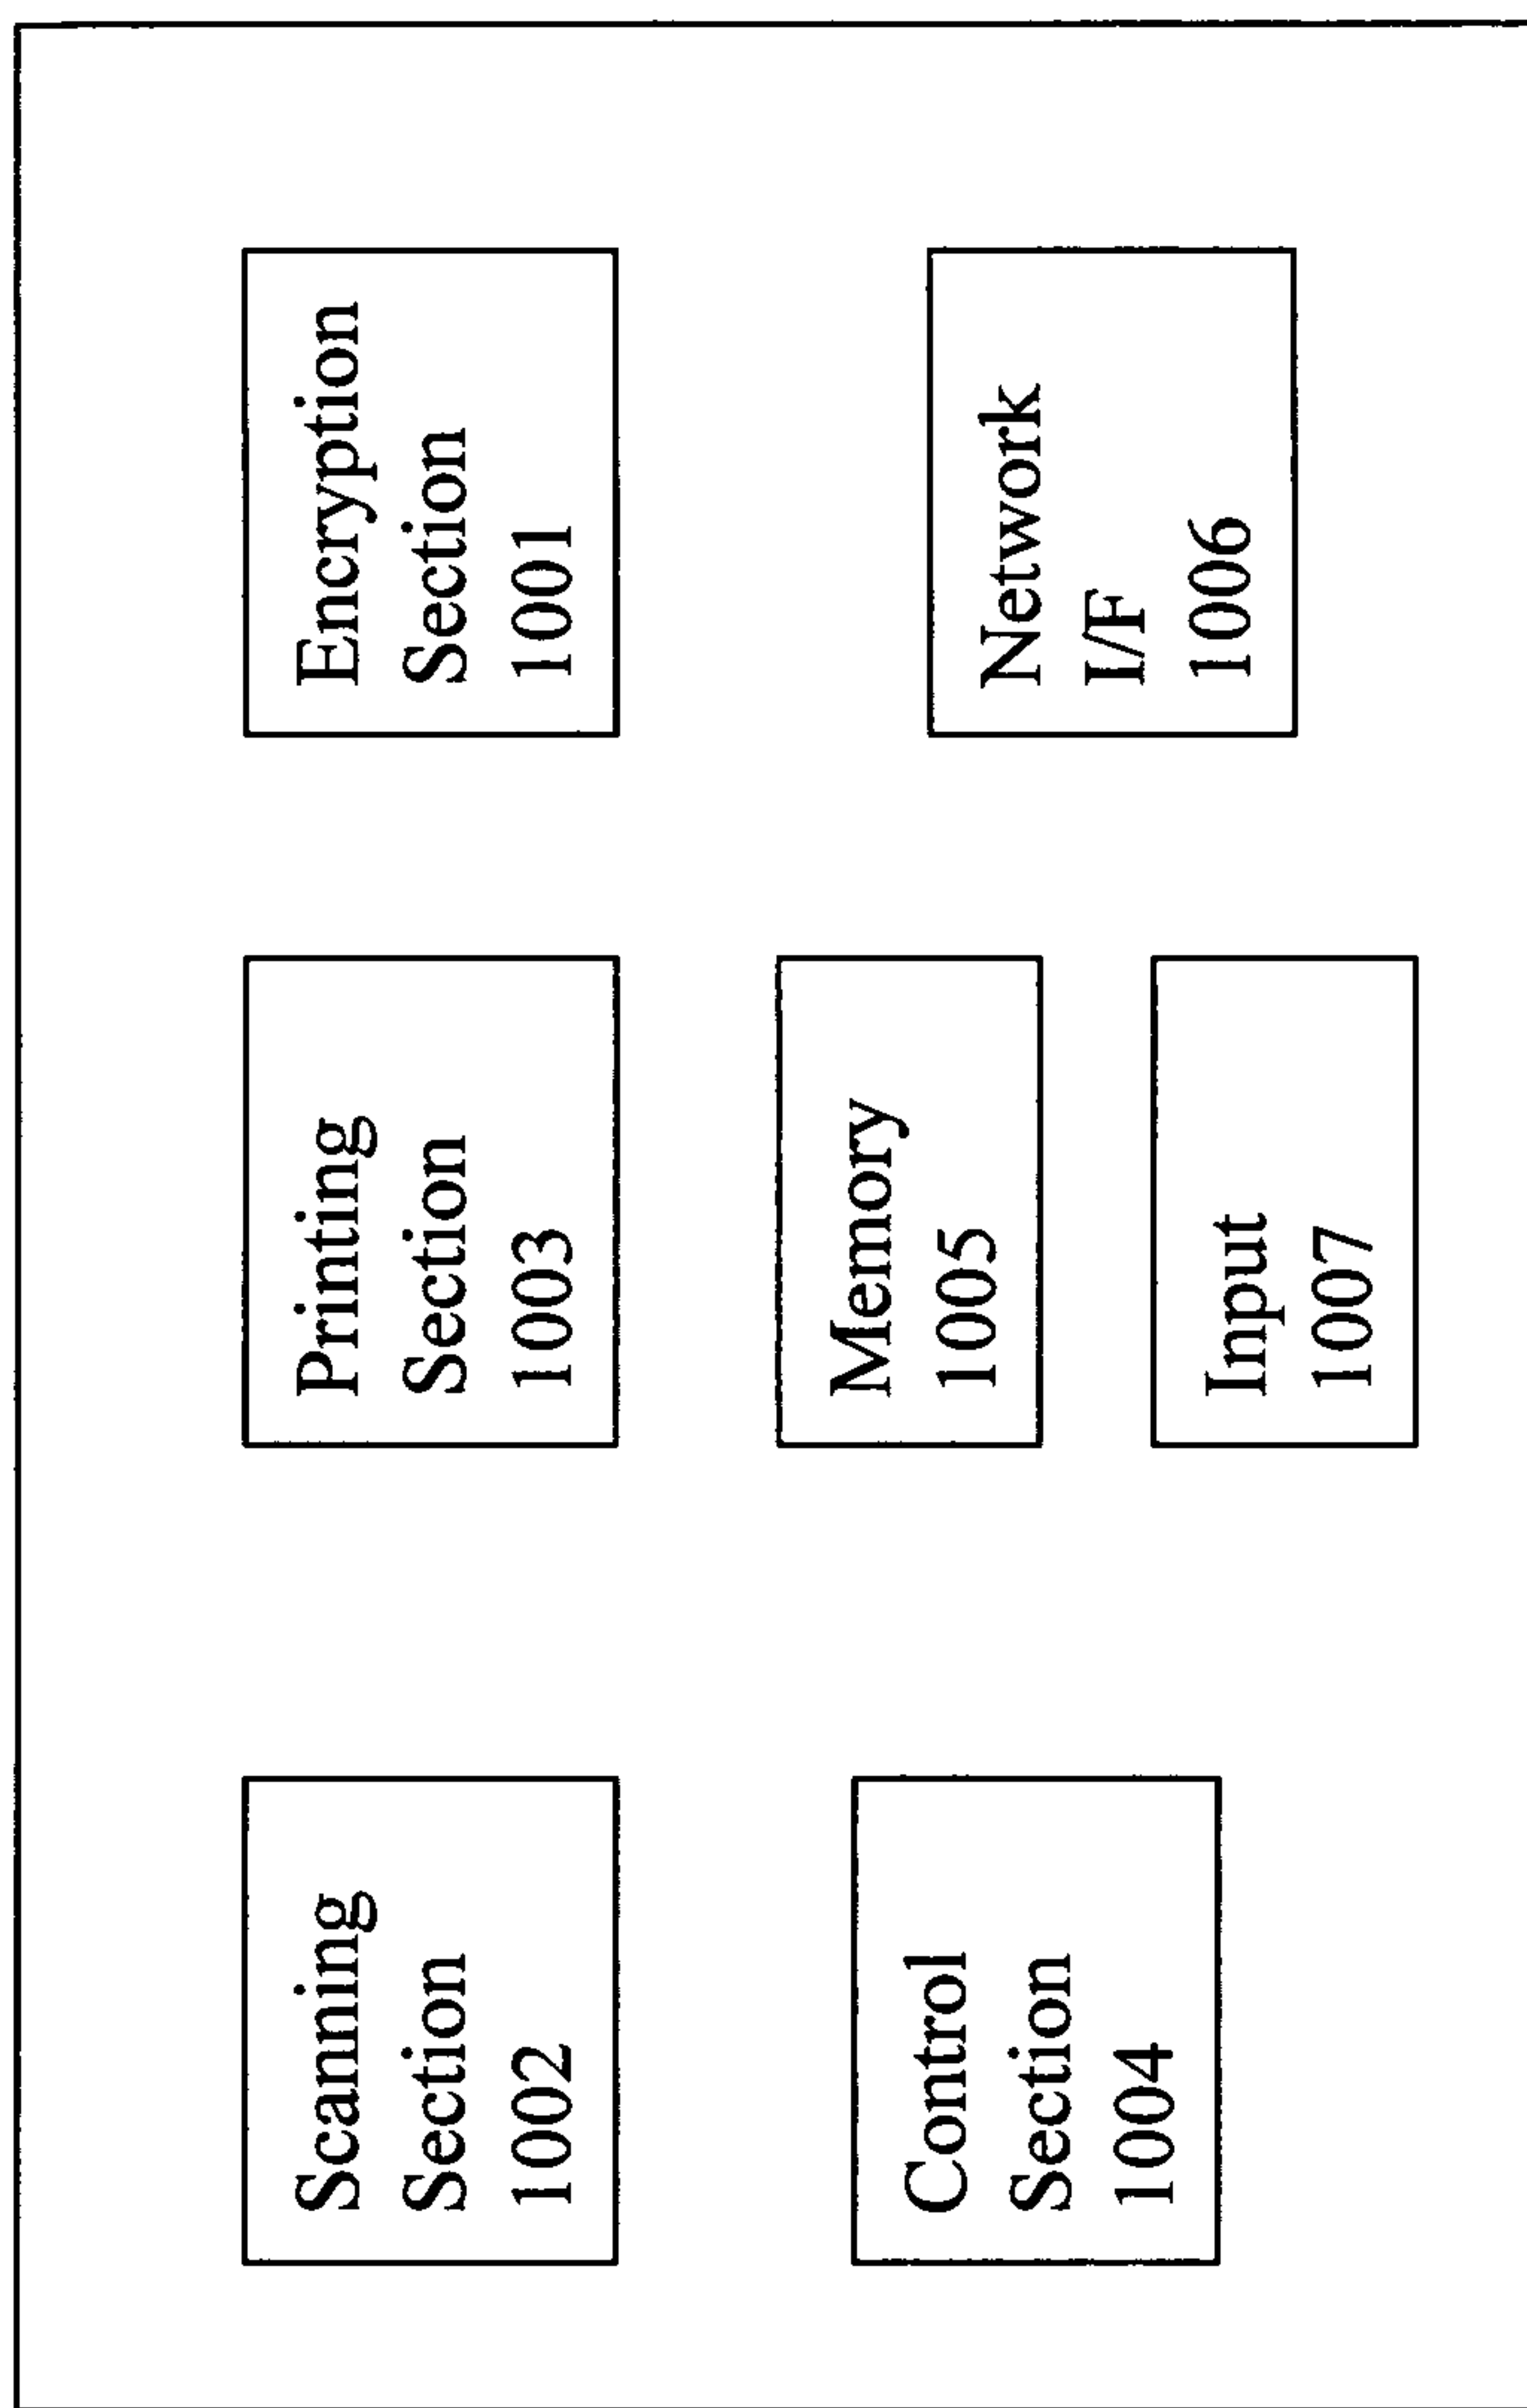 Scanning
Section
1002
Printing
Section
1003
Encryption
Section
1001
Control
Section
1004
Memory
1005
Input
1007
Network
I/F
1006